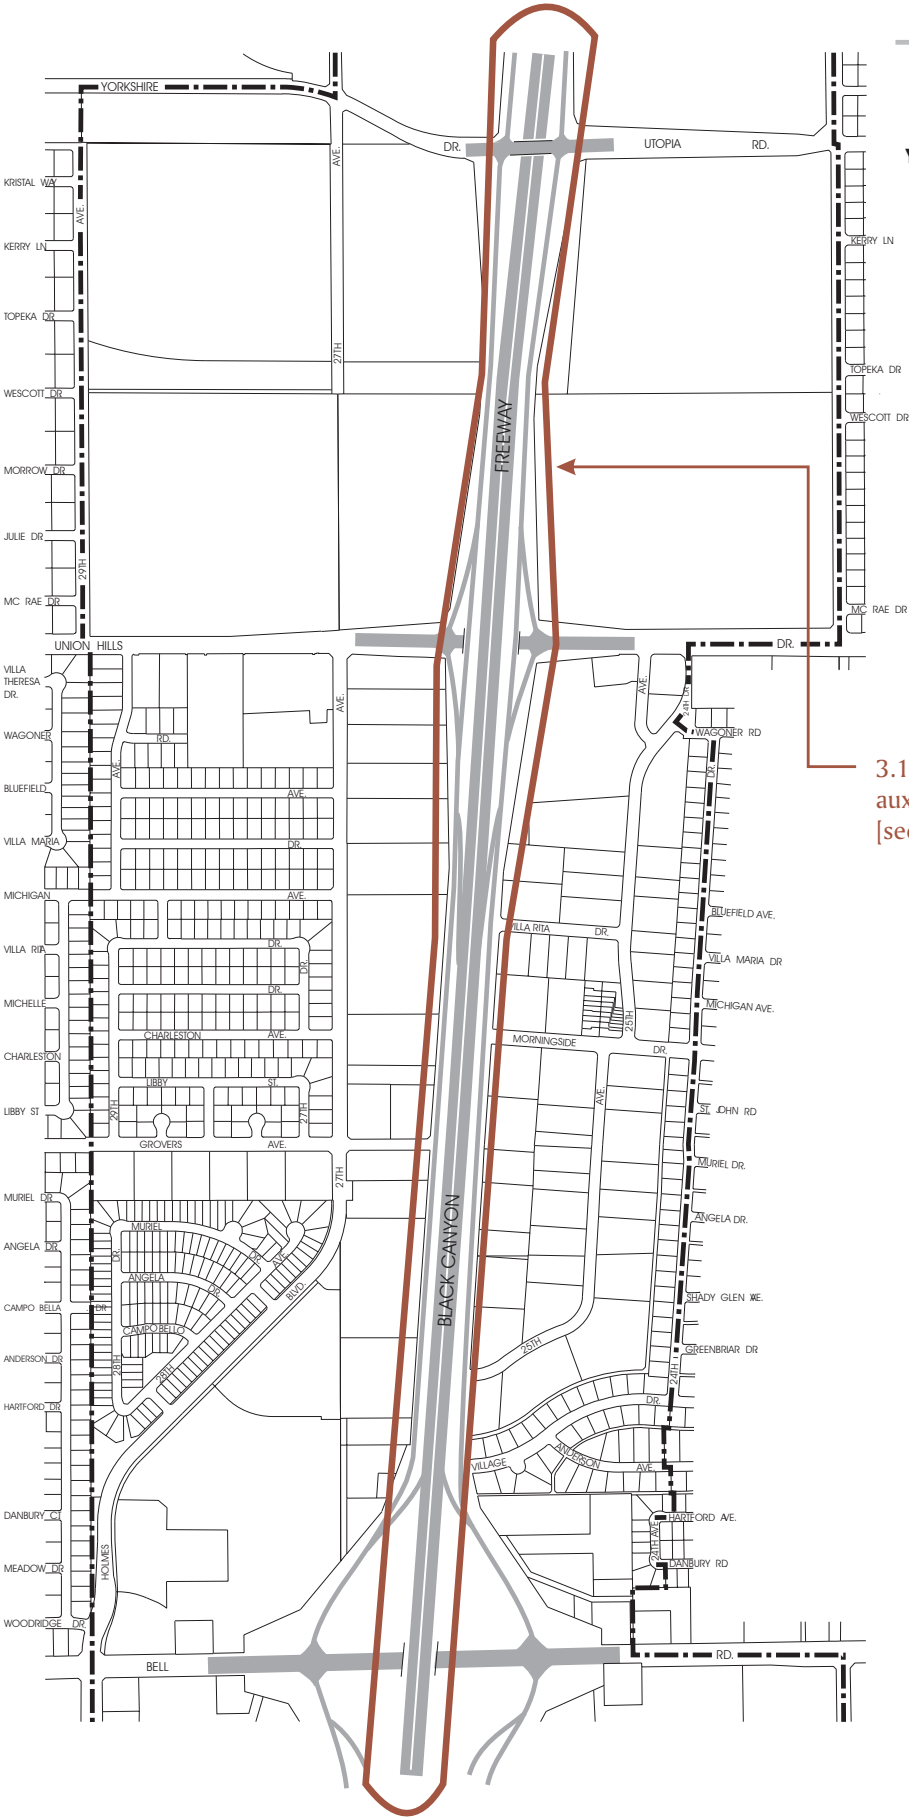 YORKSHIRE
DR.
UTOPIA RD.
AVE.
AVE.
KRISTAL WAY
KERRY LN
KERRY LN
TOPEKA DR
27TH
TOPEKA DR
WESCOTT DR
WESCOTT DR
FREEWAY
MORROW DR
JULIE DR
29TH
MC RAE DR
MC RAE DR
UNION HILLS
DR.
VILLA
THERESA
DR.
AVE.
AVE.
24TH DR.
WAGONER
RD.
WAGONER RD
AVE.
DR.
3.1
BLUEFIELD
AVE.
VILLA MARIA
DR.
MICHIGAN
AVE.
BLUEFIELD AVE.
VILLA RITA
DR.
VILLA RITA DR.
DR.
VILLA MARIA DR
MICHELLE
DR.
MICHIGAN AVE.
25TH
CHARLESTON AVE.
MORNINGSIDE DR.
CHARLESTON
LIBBY ST.
AVE.
LIBBY ST
29TH
27TH
ST. JOHN RD
GROVERS AVE.
MURIEL DR.
27TH
MURIEL DR
MURIEL
ANGELA DR.
DR.
DR.
AVE.
ANGELA DR
ANGELA
DR.
BLVD.
BLACK CANYON
SHADY GLEN AVE.
CAMPO BELLA DR
CAMPO BELLO
25TH
GREENBRIAR DR
ANDERSON DR
28TH
28TH
24TH
HARTFORD DR
DR.
VILLAGE
ANDERSON AVE.
DANBURY CT
HARTFORD AVE.
24TH AVE.
HOLMES
MEADOW DR
DANBURY RD
WOODRIDGE DR.
BELL
RD.